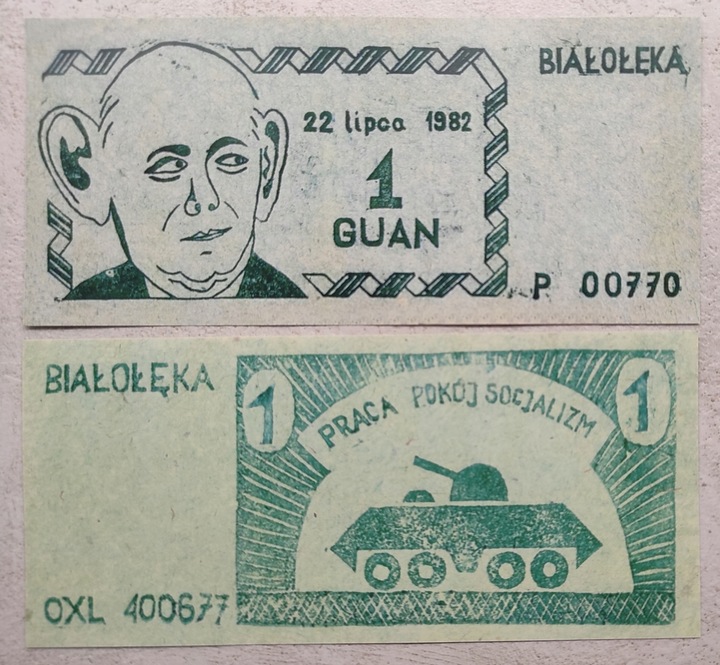 BIAŁOŁĘKA
22 lipca 1982
1
GUAN
P 00770
BIAŁOŁĘKA
1 1
PRACA POKÓJ SOCJALIZM
OXL 400677